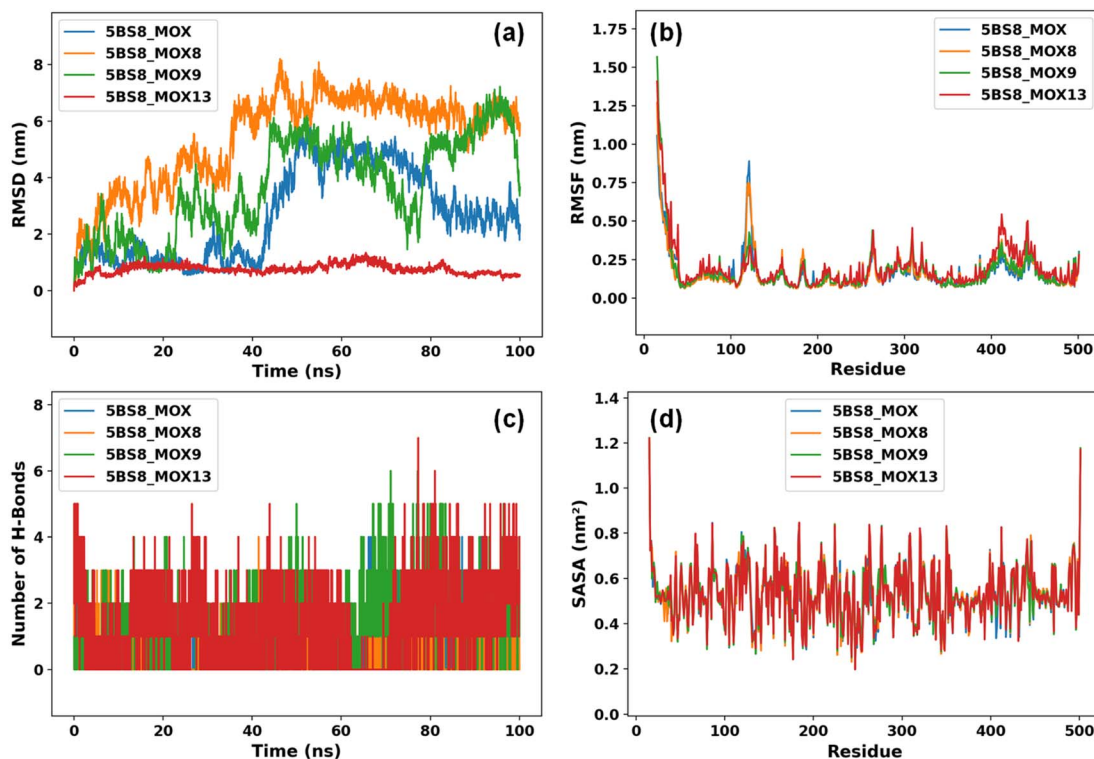 (a)
5BS8_MOX
5BS8_MOX8
5BS8_MOX9
5BS8_MOX13
RMSD (nm)
8
6
4
2
0
0 20 40 60 80 100
Time (ns)
(b)
5BS8_MOX
5BS8_MOX8
5BS8_MOX9
5BS8_MOX13
RMSF (nm)
1.75
1.50
1.25
1.00
0.75
0.50
0.25
0.00
0 100 200 300 400 500
Residue
(c)
5BS8_MOX
5BS8_MOX8
5BS8_MOX9
5BS8_MOX13
Number of H-Bonds
8
6
4
2
0
0 20 40 60 80 100
Time (ns)
(d)
5BS8_MOX
5BS8_MOX8
5BS8_MOX9
5BS8_MOX13
SASA (nm²)
1.4
1.2
1.0
0.8
0.6
0.4
0.2
0.0
0 100 200 300 400 500
Residue